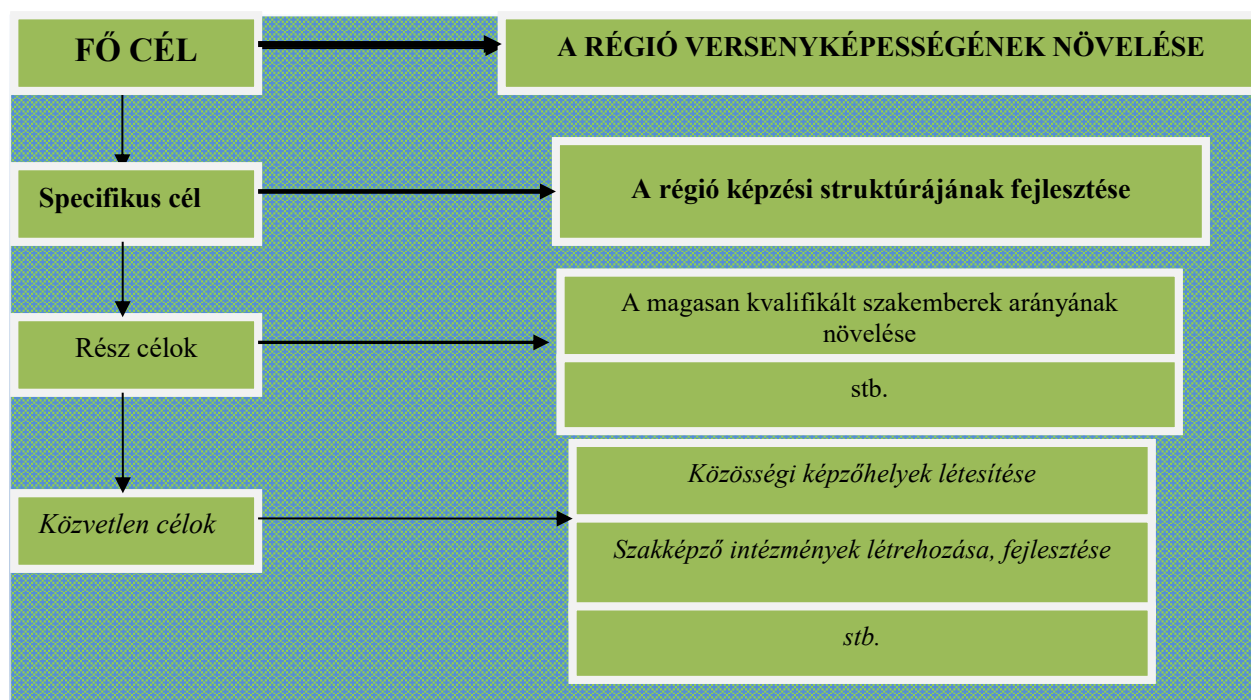 FŐ CÉL
A RÉGIÓ VERSENYKÉPESSÉGÉNEK NÖVELÉSE
Specifikus cél
A régió képzési struktúrájának fejlesztése
Rész célok
A magasan kvalifikált szakemberek arányának
növelése
stb.
Közvetlen célok
Közösségi képzőhelyek létesítése
Szakképző intézmények létrehozása, fejlesztése
stb.